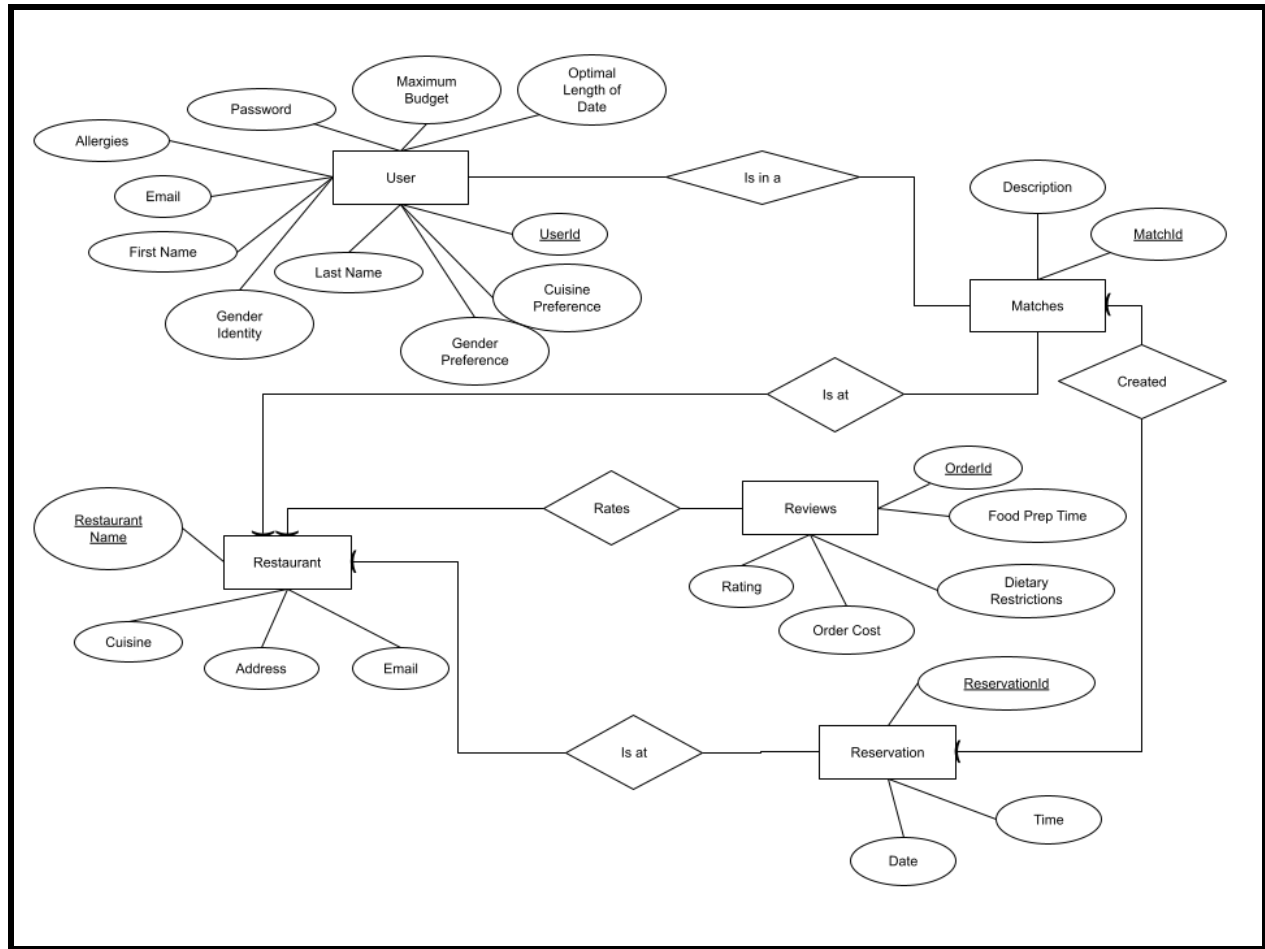 Optimal
Length of
Date
Maximum
Budget
Password
Allergies
User
Is in a
Description
Email
UserId
MatchId
First Name
Last Name
Cuisine
Preference
Gender
Identity
Matches
Gender
Preference
Created
Is at
OrderId
Restaurant
Name
Rates
Reviews
Food Prep Time
Restaurant
Rating
Dietary
Restrictions
Order Cost
Cuisine
Address
Email
ReservationId
Is at
Reservation
Time
Date